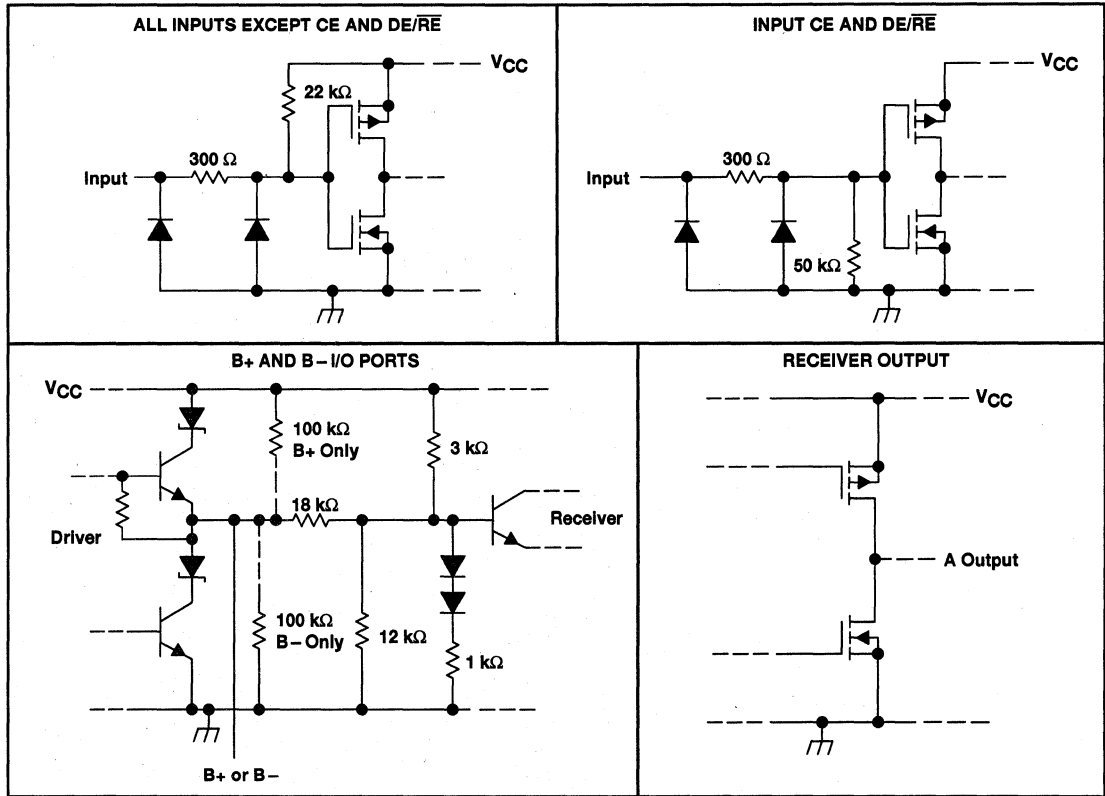 ALL INPUTS EXCEPT CE AND DE/R̅E̅
VCC
22 kΩ
300 Ω
Input
INPUT CE AND DE/R̅E̅
VCC
300 Ω
Input
50 kΩ
B+ AND B– I/O PORTS
VCC
100 kΩ
B+ Only
3 kΩ
18 kΩ
Receiver
Driver
100 kΩ
B– Only
12 kΩ
1 kΩ
B+ or B–
RECEIVER OUTPUT
VCC
A Output